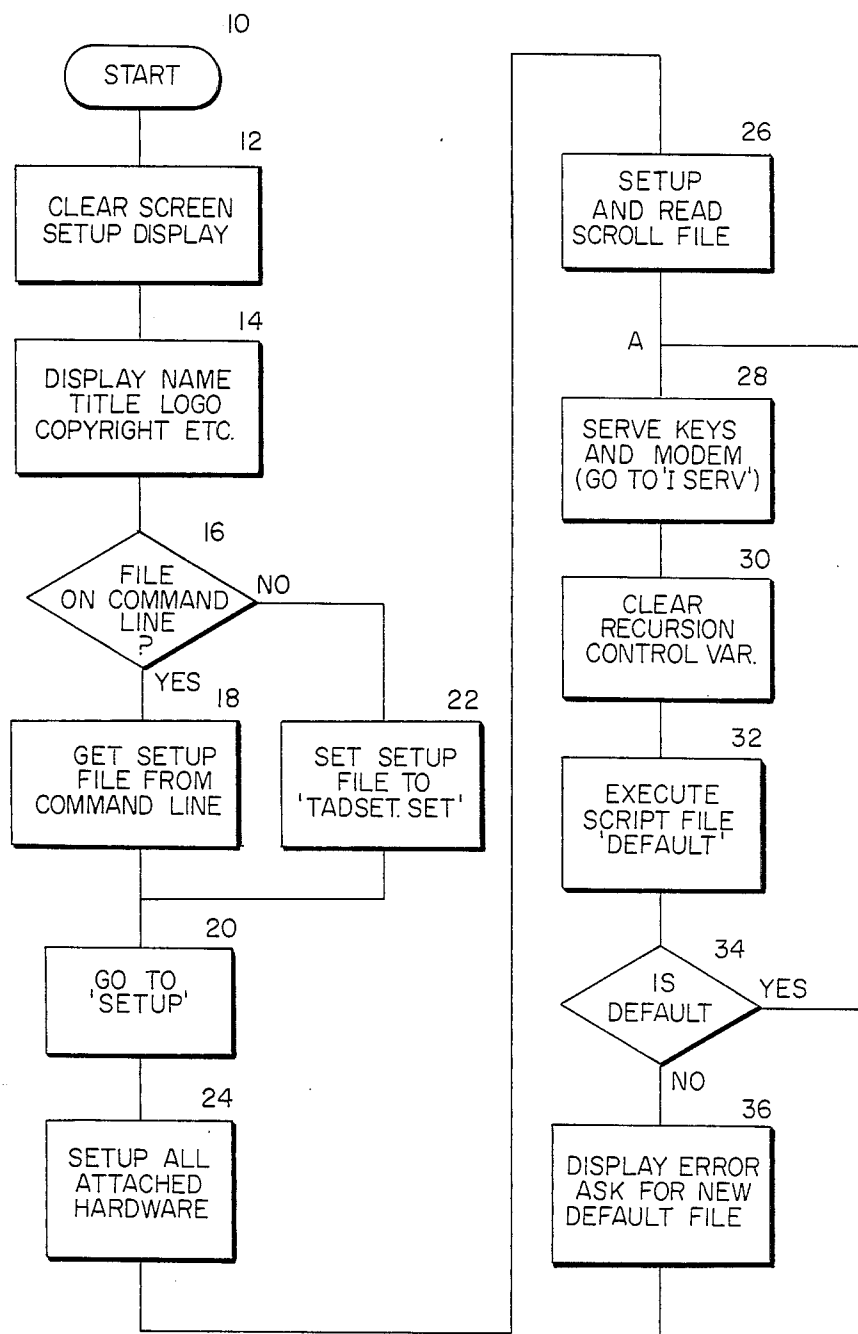 10
START
12
CLEAR SCREEN
SETUP DISPLAY
14
DISPLAY NAME
TITLE LOGO
COPYRIGHT ETC.
16
FILE
ON COMMAND
LINE
?
NO
YES
18
GET SETUP
FILE FROM
COMMAND LINE
22
SET SETUP
FILE TO
'TADSET.SET'
20
GO TO
'SETUP'
24
SETUP ALL
ATTACHED
HARDWARE
26
SETUP
AND READ
SCROLL FILE
A
28
SERVE KEYS
AND MODEM
(GO TO 'I SERV')
30
CLEAR
RECURSION
CONTROL VAR.
32
EXECUTE
SCRIPT FILE
'DEFAULT'
34
IS
DEFAULT
YES
NO
36
DISPLAY ERROR
ASK FOR NEW
DEFAULT FILE